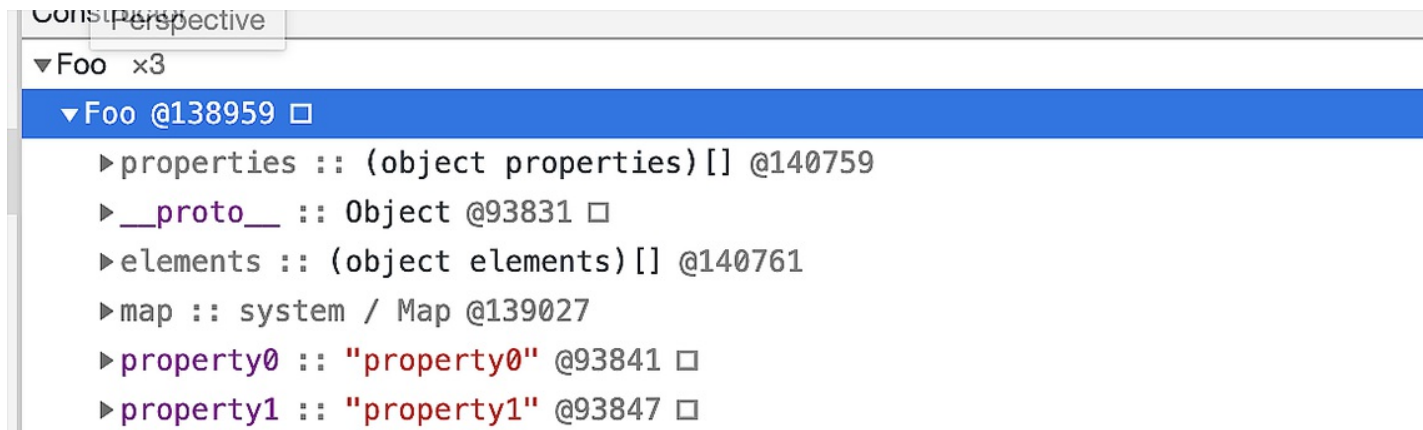 Constructor
Perspective
▼Foo ×3
▼Foo @138959 □
▶properties :: (object properties)[] @140759
▶__proto__ :: Object @93831 □
▶elements :: (object elements)[] @140761
▶map :: system / Map @139027
▶property0 :: "property0" @93841 □
▶property1 :: "property1" @93847 □